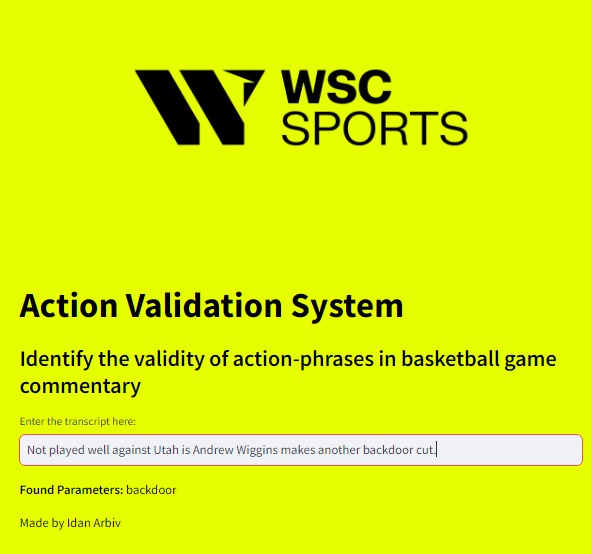 WSC
SPORTS
Action Validation System
Identify the validity of action-phrases in basketball game
commentary
Enter the transcript here:
Not played well against Utah is Andrew Wiggins makes another backdoor cut.
Found Parameters: backdoor
Made by Idan Arbiv